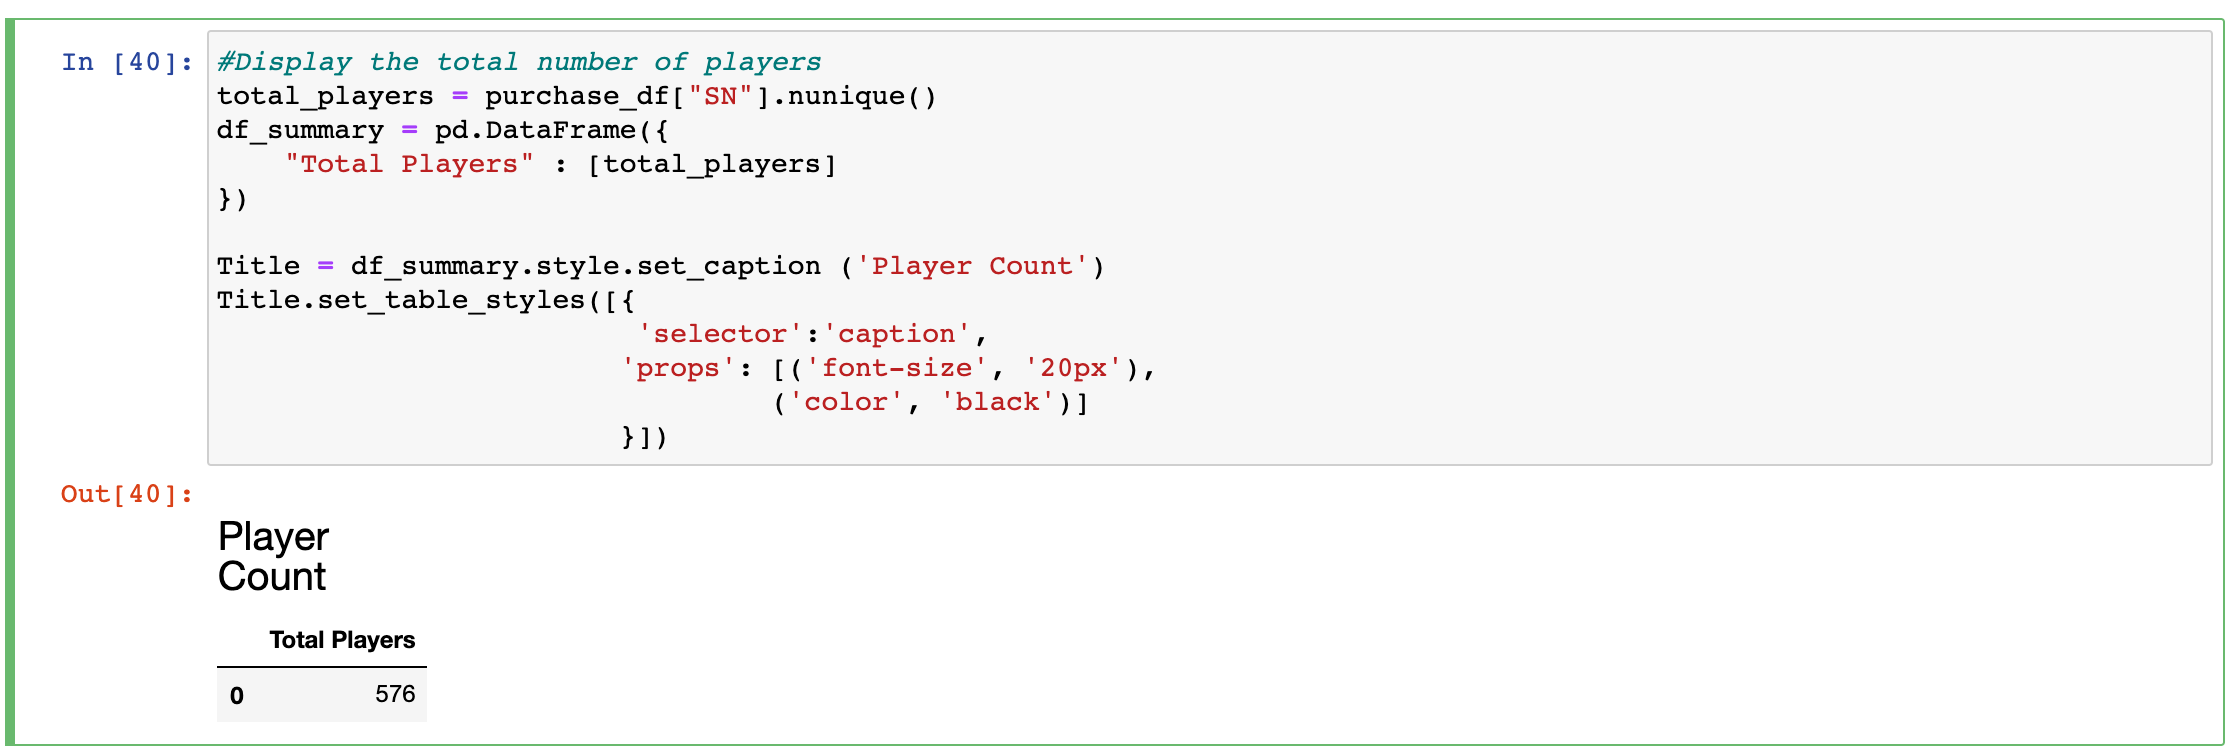 In [40]: #Display the total number of players
total_players = purchase_df["SN"].nunique()
df_summary = pd.DataFrame({
    "Total Players" : [total_players]
})

Title = df_summary.style.set_caption ('Player Count')
Title.set_table_styles([{
                         'selector':'caption',
                        'props': [('font-size', '20px'),
                                 ('color', 'black')]
                        }])
Out[40]:
Player
Count
Total Players
0 576